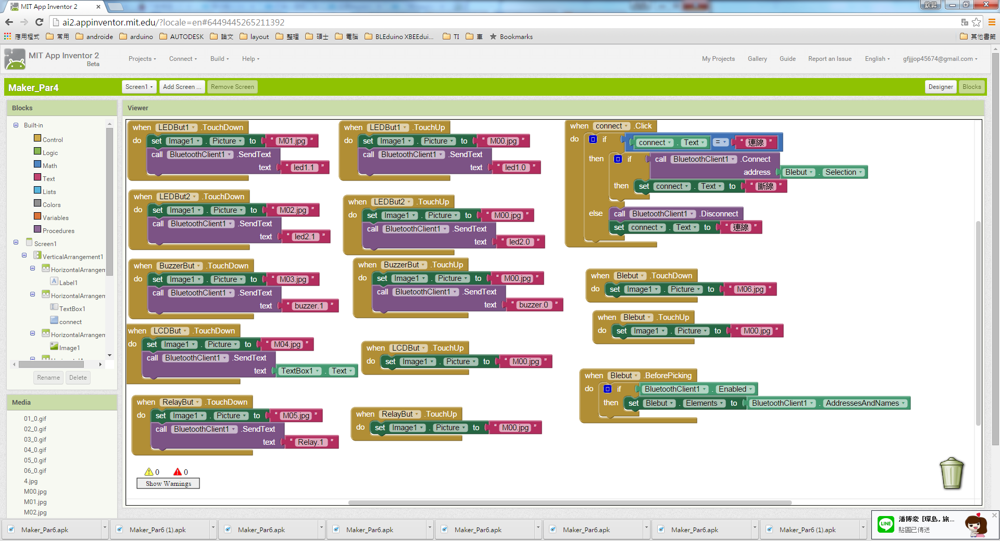 MIT App Inventor 2
欽昇
ai2.appinventor.mit.edu/?locale=en#6449445265211392
應用程式 常用 androide arduino AUTODESK 論文 layout 整理 碩士 電腦 BLEduino XBEEdui... TI 車 Bookmarks 其他書籤
MIT App Inventor 2
Beta
Projects Connect Build Help My Projects Gallery Guide Report an Issue English gfjjjop45674@gmail.com
Maker_Par4 Screen1 Add Screen ... Remove Screen Designer Blocks
Blocks
Built-in
Control
Logic
Math
Text
Lists
Colors
Variables
Procedures
Screen1
VerticalArrangement1
HorizontalArrangem
Label1
HorizontalArrangem
TextBox1
connect
HorizontalArrangem
Image1
Rename Delete
Media
01_0.gif
02_0.gif
03_0.gif
04_0.gif
05_0.gif
06_0.gif
4.jpg
M00.jpg
M01.jpg
M02.jpg
Viewer
when LEDBut1 .TouchDown
do set Image1 . Picture to " M01.jpg "
call BluetoothClient1 .SendText
text " led1.1 "
when LEDBut2 .TouchDown
do set Image1 . Picture to " M02.jpg "
call BluetoothClient1 .SendText
text " led2.1 "
when BuzzerBut .TouchDown
do set Image1 . Picture to " M03.jpg "
call BluetoothClient1 .SendText
text " buzzer.1 "
when LCDBut .TouchDown
do set Image1 . Picture to " M04.jpg "
call BluetoothClient1 .SendText
text TextBox1 . Text
when RelayBut .TouchDown
do set Image1 . Picture to " M05.jpg "
call BluetoothClient1 .SendText
text " Relay.1 "
0 0
Show Warnings
when LEDBut1 .TouchUp
do set Image1 . Picture to " M00.jpg "
call BluetoothClient1 .SendText
text " led1.0 "
when LEDBut2 .TouchUp
do set Image1 . Picture to " M00.jpg "
call BluetoothClient1 .SendText
text " led2.0 "
when BuzzerBut .TouchUp
do set Image1 . Picture to " M00.jpg "
call BluetoothClient1 .SendText
text " buzzer.0 "
when LCDBut .TouchUp
do set Image1 . Picture to " M00.jpg "
when RelayBut .TouchUp
do set Image1 . Picture to " M00.jpg "
when connect .Click
do if connect . Text = " 連線 "
then if call BluetoothClient1 .Connect
address Blebut . Selection
then set connect . Text to " 斷線 "
else call BluetoothClient1 .Disconnect
set connect . Text to " 連線 "
when Blebut .TouchDown
do set Image1 . Picture to " M06.jpg "
when Blebut .TouchUp
do set Image1 . Picture to " M00.jpg "
when Blebut .BeforePicking
do if BluetoothClient1 . Enabled
then set Blebut . Elements to BluetoothClient1 . AddressesAndNames
Maker_Par6.apk Maker_Par6 (1).apk Maker_Par6.apk Maker_Par6.apk Maker_Par6.apk Maker_Par6.apk Maker_Par6.apk Maker_Par6 (1).apk
LINE
潘博爱 [環島, 旅...
貼圖已傳送